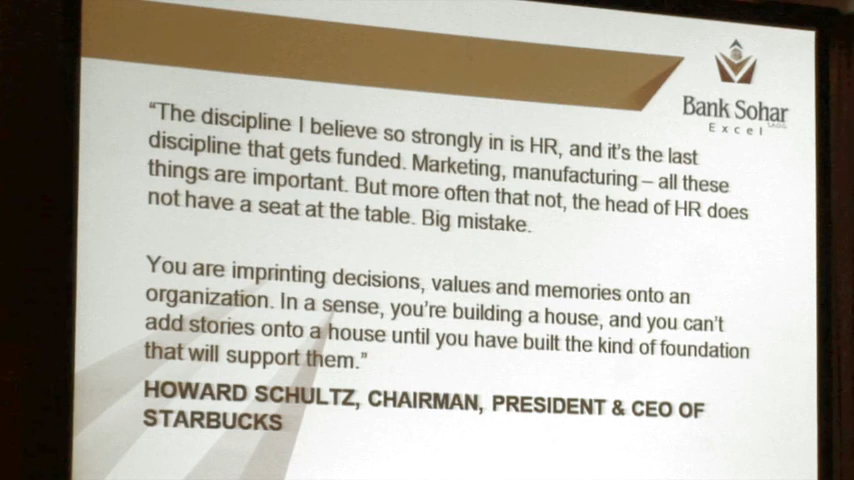 Bank Sohar
Excel
"The discipline I believe so strongly in is HR, and it's the last
discipline that gets funded. Marketing, manufacturing – all these
things are important. But more often that not, the head of HR does
not have a seat at the table. Big mistake.
You are imprinting decisions, values and memories onto an
organization. In a sense, you're building a house, and you can't
add stories onto a house until you have built the kind of foundation
that will support them."
HOWARD SCHULTZ, CHAIRMAN, PRESIDENT & CEO OF
STARBUCKS